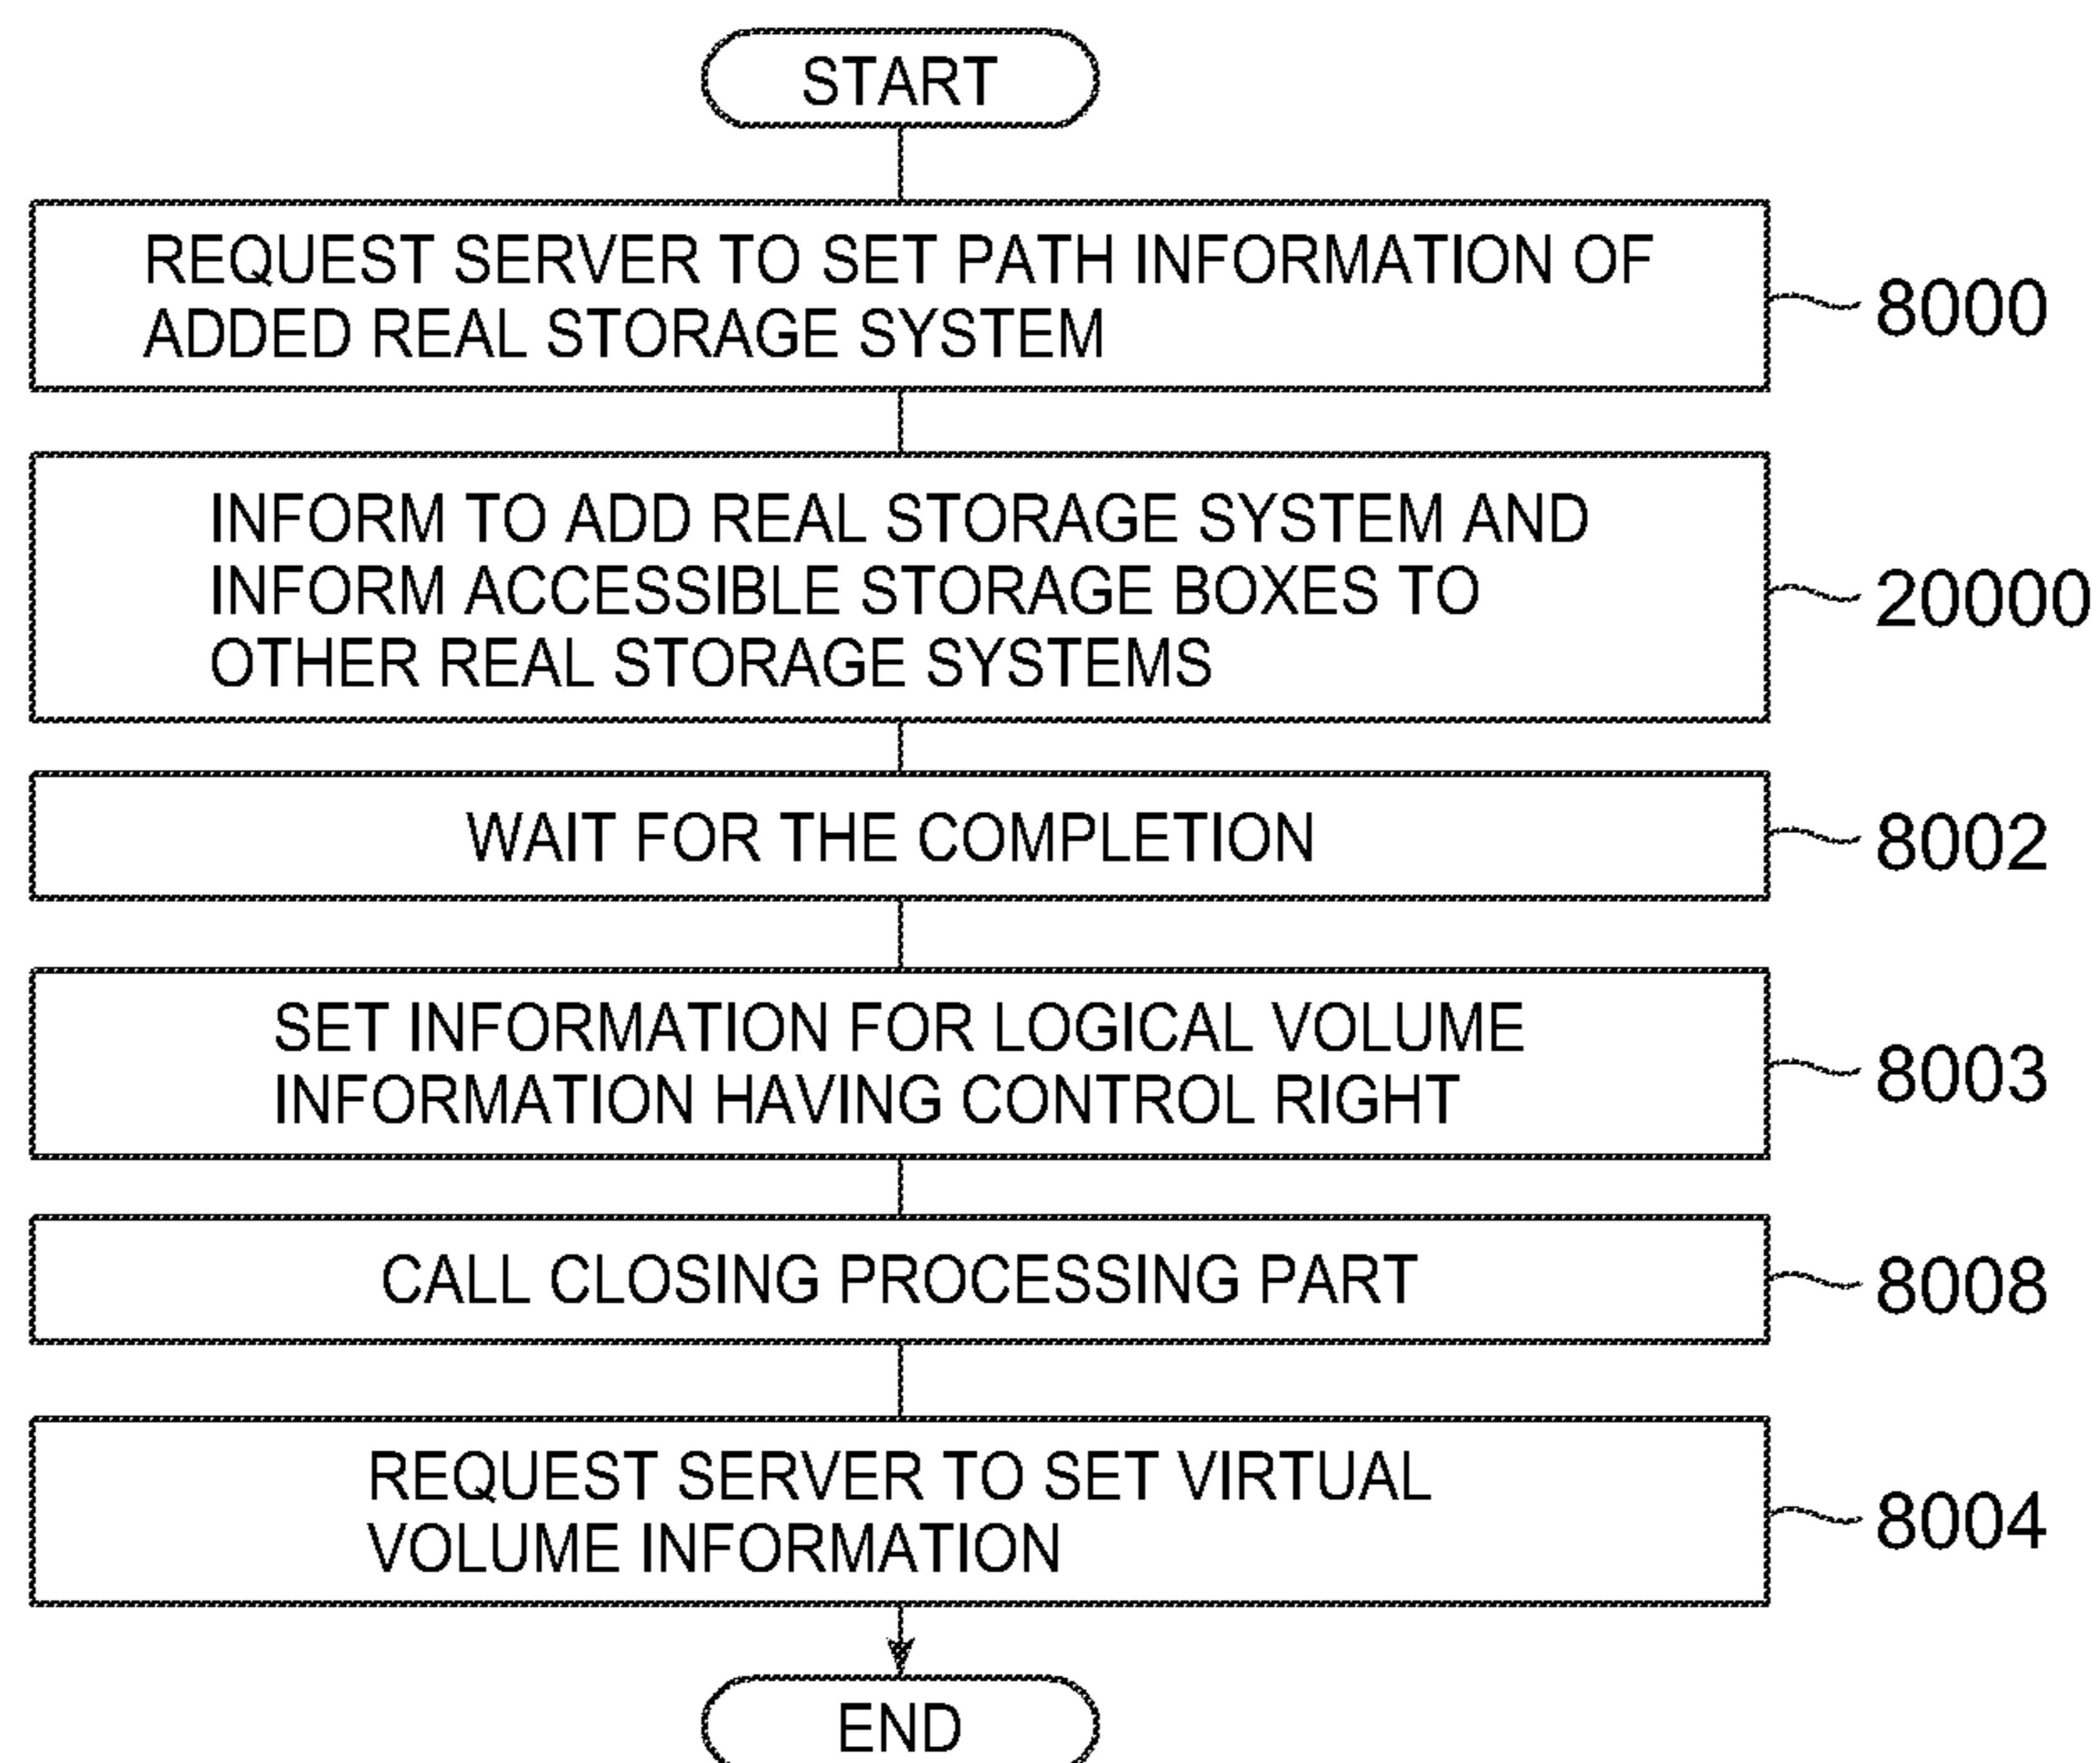 START
REQUEST SERVER TO SET PATH INFORMATION OF
ADDED REAL STORAGE SYSTEM
8000
INFORM TO ADD REAL STORAGE SYSTEM AND
INFORM ACCESSIBLE STORAGE BOXES TO
OTHER REAL STORAGE SYSTEMS
20000
WAIT FOR THE COMPLETION
8002
SET INFORMATION FOR LOGICAL VOLUME
INFORMATION HAVING CONTROL RIGHT
8003
CALL CLOSING PROCESSING PART
8008
REQUEST SERVER TO SET VIRTUAL
VOLUME INFORMATION
8004
END